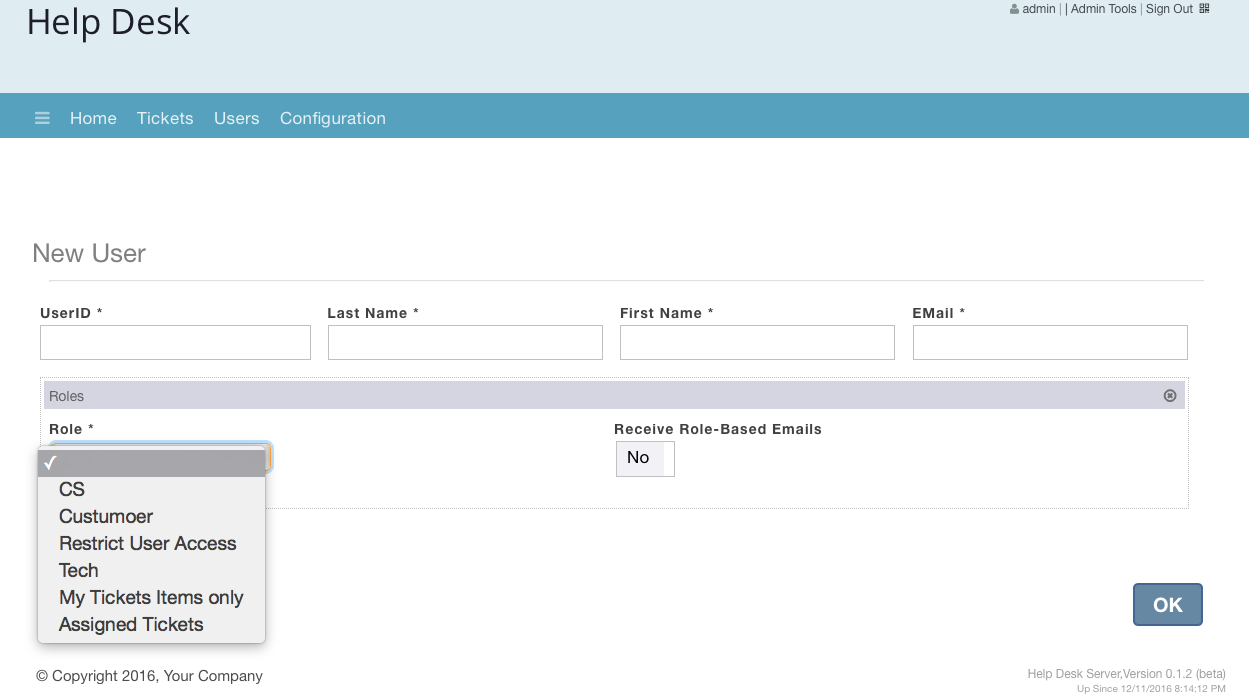 Help Desk
admin | | Admin Tools | Sign Out
Home Tickets Users Configuration
New User
UserID * Last Name * First Name * EMail *
Roles
Role * Receive Role-Based Emails
✓
No
CS
Custumoer
Restrict User Access
Tech
My Tickets Items only
Assigned Tickets
OK
© Copyright 2016, Your Company
Help Desk Server,Version 0.1.2 (beta)
Up Since 12/11/2016 8:14:12 PM